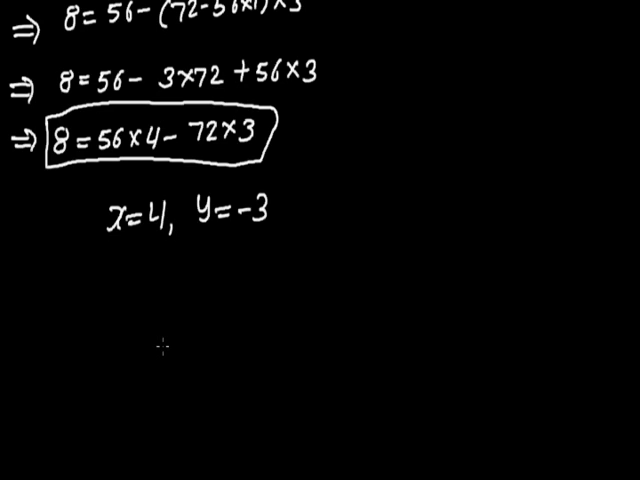 ⇒ 8 = 56 - (72 - 56×1)×3
⇒ 8 = 56 - 3×72 + 56×3
⇒ 8 = 56×4 - 72×3
x = 4, y = -3